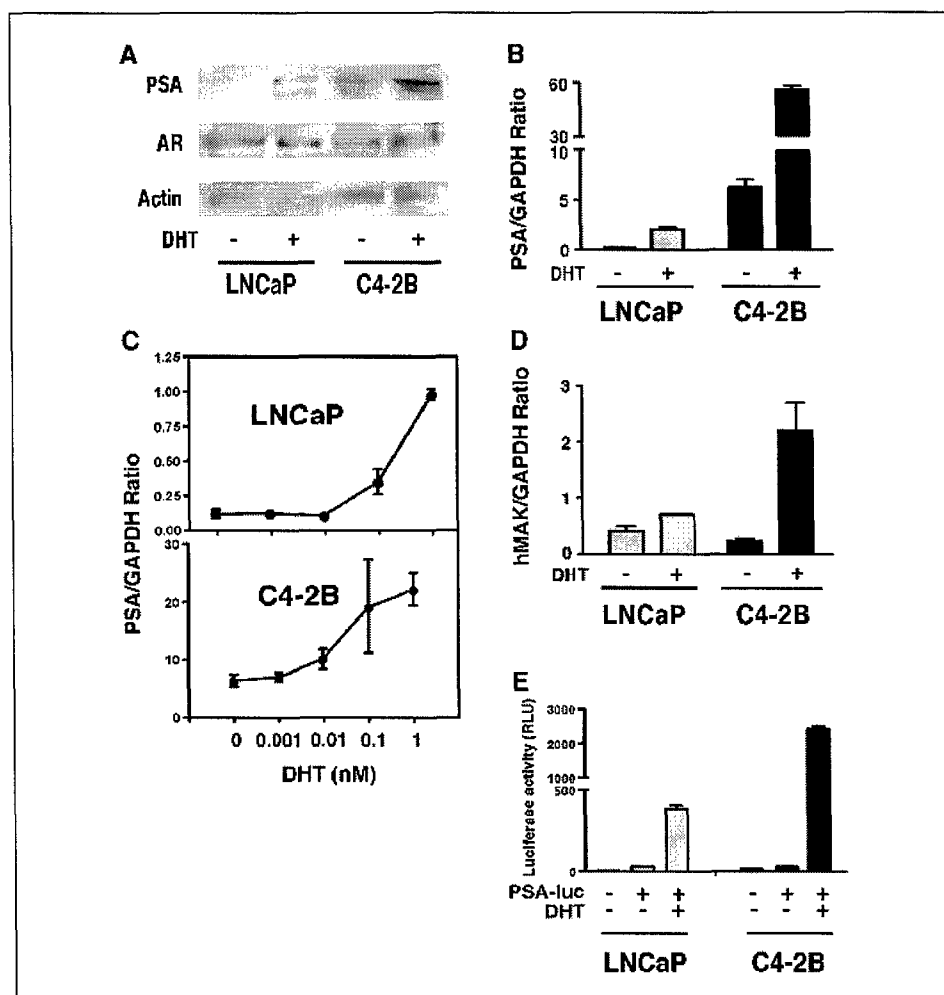 A
PSA
AR
Actin
DHT - + - +
LNCaP C4-2B
B
PSA/GAPDH Ratio
60
30
10
5
0
DHT - + - +
LNCaP C4-2B
C
PSA/GAPDH Ratio
1.25
1.00
0.75
0.50
0.25
0.00
LNCaP
30
20
10
0
C4-2B
0 0.001 0.01 0.1 1
DHT (nM)
D
hMAK/GAPDH Ratio
3
2
1
0
DHT - + - +
LNCaP C4-2B
E
Luciferase activity (RLU)
3000
2000
1000
500
0
PSA-luc - + + - + +
DHT - - + - - +
LNCaP C4-2B